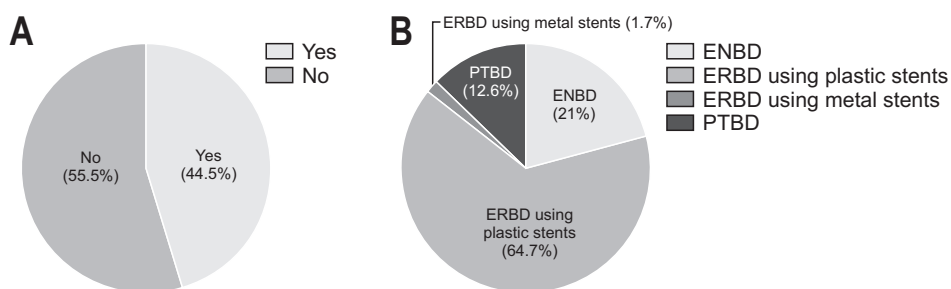 A
Yes
No
No
(55.5%)
Yes
(44.5%)
B
ERBD using metal stents (1.7%)
PTBD
(12.6%)
ENBD
(21%)
ERBD using
plastic stents
(64.7%)
ENBD
ERBD using plastic stents
ERBD using metal stents
PTBD